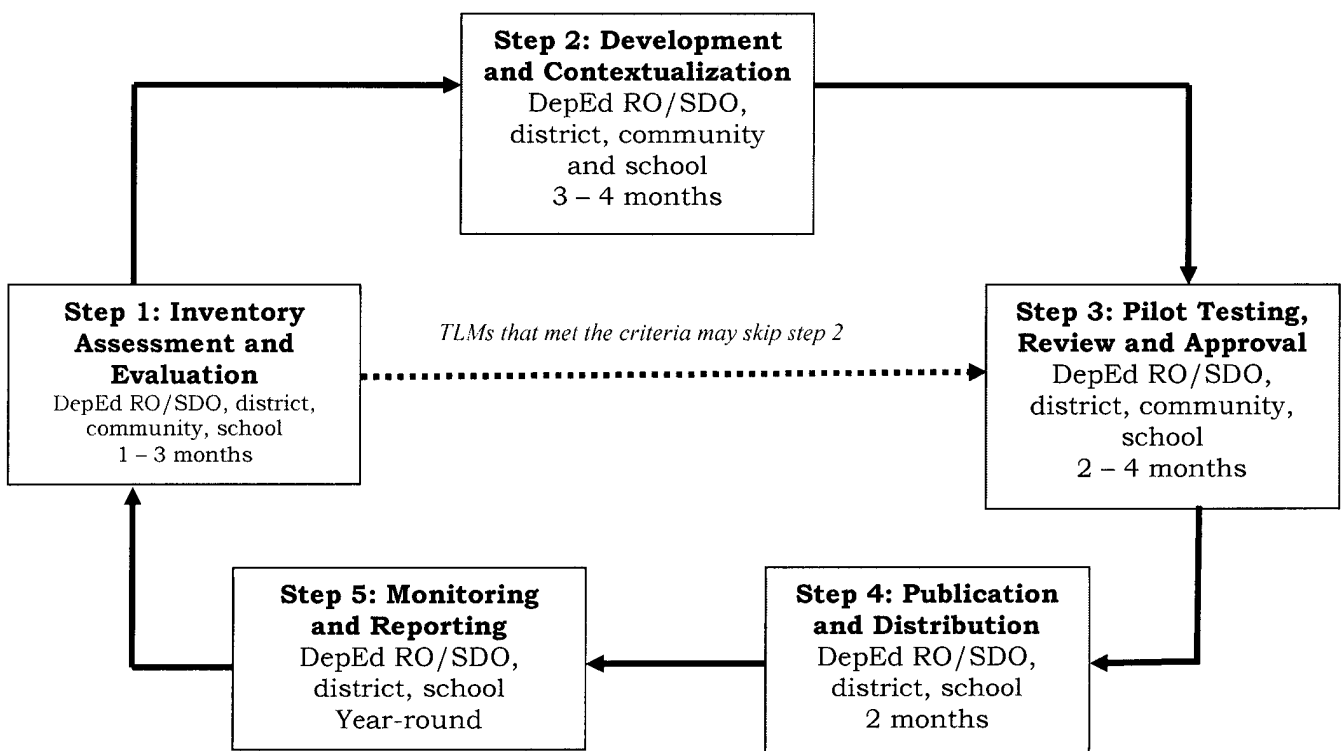 Step 2: Development
and Contextualization
DepEd RO/SDO,
district, community
and school
3 – 4 months
Step 1: Inventory
Assessment and
Evaluation
DepEd RO/SDO, district,
community, school
1 – 3 months
TLMs that met the criteria may skip step 2
Step 3: Pilot Testing,
Review and Approval
DepEd RO/SDO,
district, community,
school
2 – 4 months
Step 5: Monitoring
and Reporting
DepEd RO/SDO,
district, school
Year-round
Step 4: Publication
and Distribution
DepEd RO/SDO,
district, school
2 months